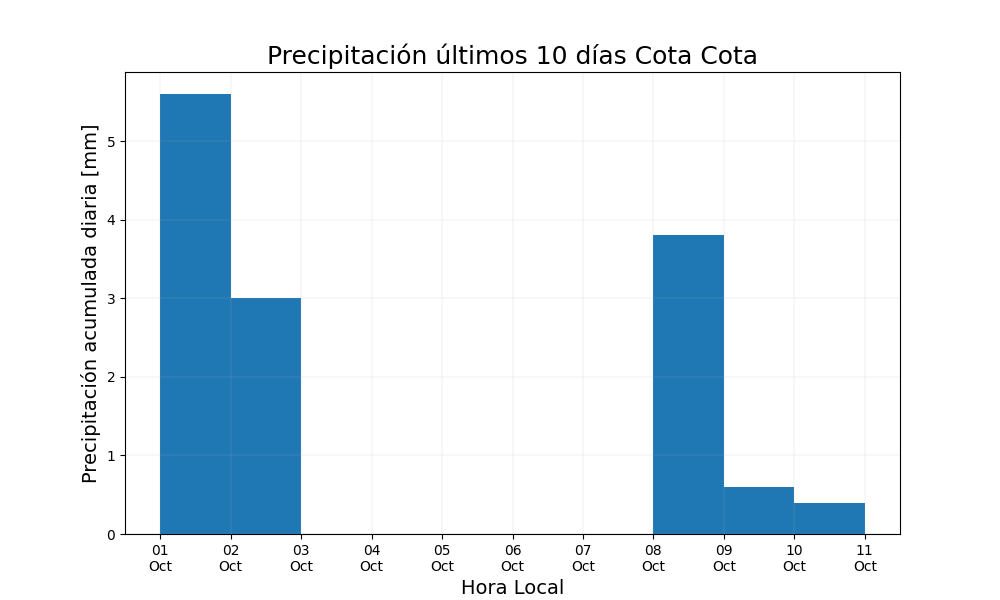 Precipitación últimos 10 días Cota Cota
Precipitación acumulada diaria [mm]
5
4
3
2
1
0
01 02 03 04 05 06 07 08 09 10 11
Oct Oct Oct Oct Oct Oct Oct Oct Oct Oct Oct
Hora Local